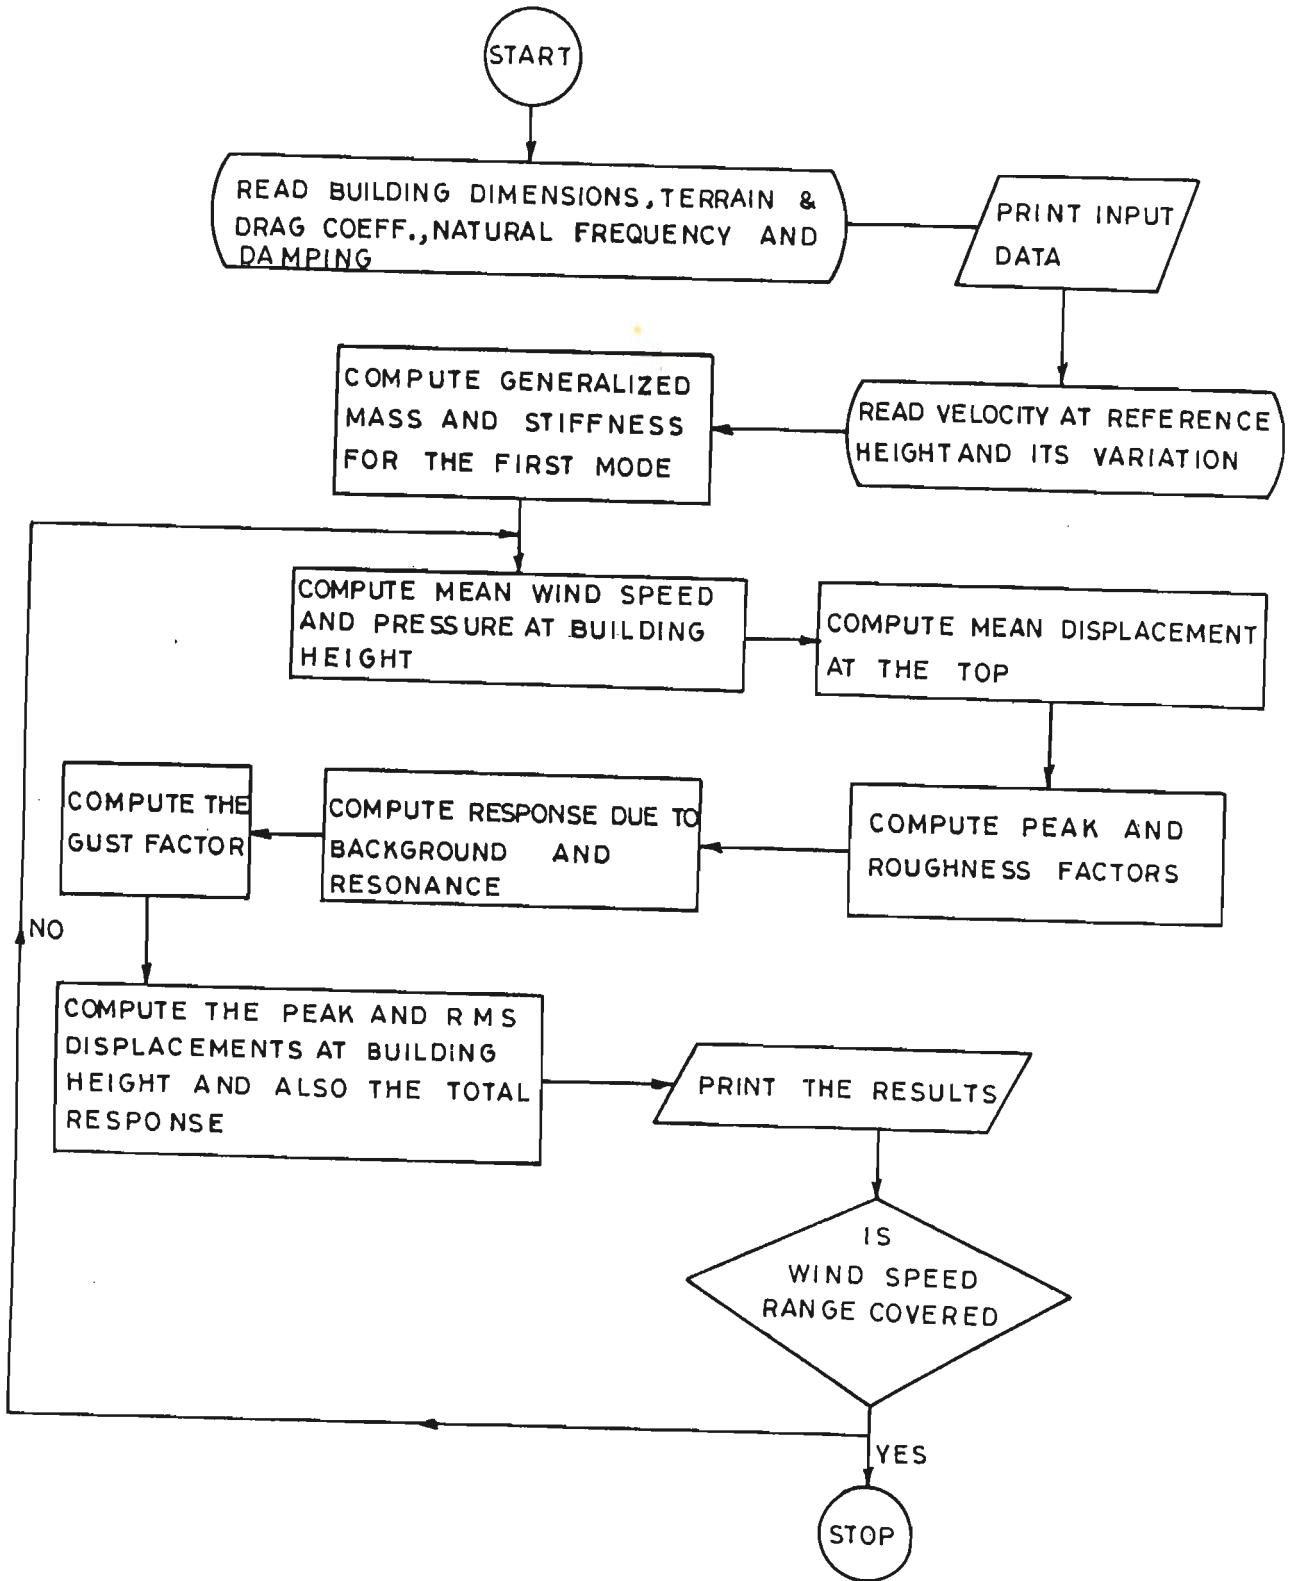 START
READ BUILDING DIMENSIONS, TERRAIN &
DRAG COEFF., NATURAL FREQUENCY AND
DAMPING
PRINT INPUT
DATA
READ VELOCITY AT REFERENCE
HEIGHT AND ITS VARIATION
COMPUTE GENERALIZED
MASS AND STIFFNESS
FOR THE FIRST MODE
COMPUTE MEAN WIND SPEED
AND PRESSURE AT BUILDING
HEIGHT
COMPUTE MEAN DISPLACEMENT
AT THE TOP
COMPUTE PEAK AND
ROUGHNESS FACTORS
COMPUTE RESPONSE DUE TO
BACKGROUND AND
RESONANCE
COMPUTE THE
GUST FACTOR
COMPUTE THE PEAK AND RMS
DISPLACEMENTS AT BUILDING
HEIGHT AND ALSO THE TOTAL
RESPONSE
PRINT THE RESULTS
IS
WIND SPEED
RANGE COVERED
NO
YES
STOP